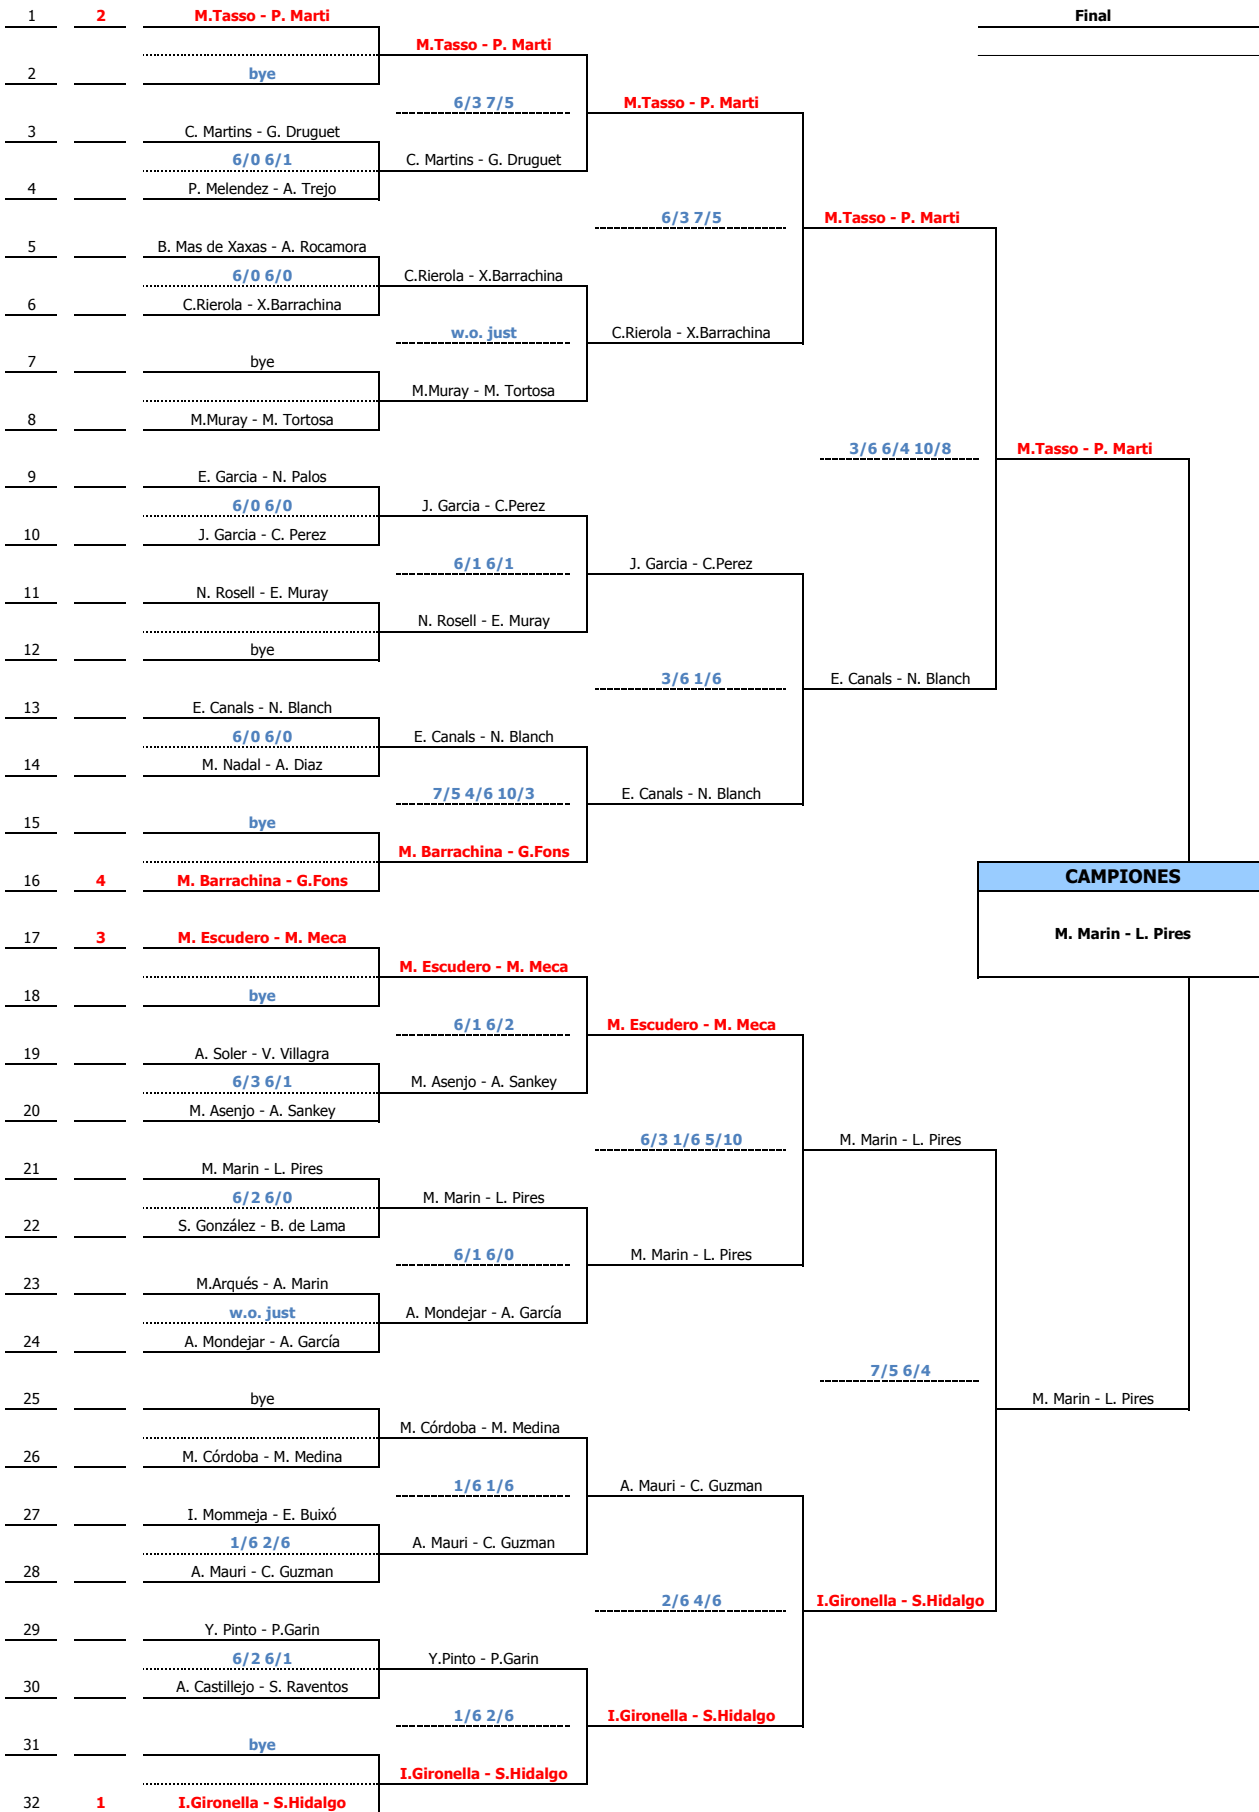 1 2 M.Tasso - P. Marti Final
M.Tasso - P. Marti
2 bye
6/3 7/5 M.Tasso - P. Marti
3 C. Martins - G. Druguet
6/0 6/1 C. Martins - G. Druguet
4 P. Melendez - A. Trejo
6/3 7/5 M.Tasso - P. Marti
5 B. Mas de Xaxas - A. Rocamora
6/0 6/0 C.Rierola - X.Barrachina
6 C.Rierola - X.Barrachina
w.o. just C.Rierola - X.Barrachina
7 bye
M.Muray - M. Tortosa
8 M.Muray - M. Tortosa
3/6 6/4 10/8 M.Tasso - P. Marti
9 E. Garcia - N. Palos
6/0 6/0 J. Garcia - C.Perez
10 J. Garcia - C. Perez
6/1 6/1 J. Garcia - C.Perez
11 N. Rosell - E. Muray
N. Rosell - E. Muray
12 bye
3/6 1/6 E. Canals - N. Blanch
13 E. Canals - N. Blanch
6/0 6/0 E. Canals - N. Blanch
14 M. Nadal - A. Diaz
7/5 4/6 10/3 E. Canals - N. Blanch
15 bye
M. Barrachina - G.Fons
16 4 M. Barrachina - G.Fons CAMPIONES
17 3 M. Escudero - M. Meca M. Marin - L. Pires
M. Escudero - M. Meca
18 bye
6/1 6/2 M. Escudero - M. Meca
19 A. Soler - V. Villagra
6/3 6/1 M. Asenjo - A. Sankey
20 M. Asenjo - A. Sankey
6/3 1/6 5/10 M. Marin - L. Pires
21 M. Marin - L. Pires
6/2 6/0 M. Marin - L. Pires
22 S. González - B. de Lama
6/1 6/0 M. Marin - L. Pires
23 M.Arqués - A. Marin
w.o. just A. Mondejar - A. García
24 A. Mondejar - A. García
7/5 6/4
25 bye M. Marin - L. Pires
M. Córdoba - M. Medina
26 M. Córdoba - M. Medina
1/6 1/6 A. Mauri - C. Guzman
27 I. Mommeja - E. Buixó
1/6 2/6 A. Mauri - C. Guzman
28 A. Mauri - C. Guzman
2/6 4/6 I.Gironella - S.Hidalgo
29 Y. Pinto - P.Garin
6/2 6/1 Y.Pinto - P.Garin
30 A. Castillejo - S. Raventos
1/6 2/6 I.Gironella - S.Hidalgo
31 bye
I.Gironella - S.Hidalgo
32 1 I.Gironella - S.Hidalgo